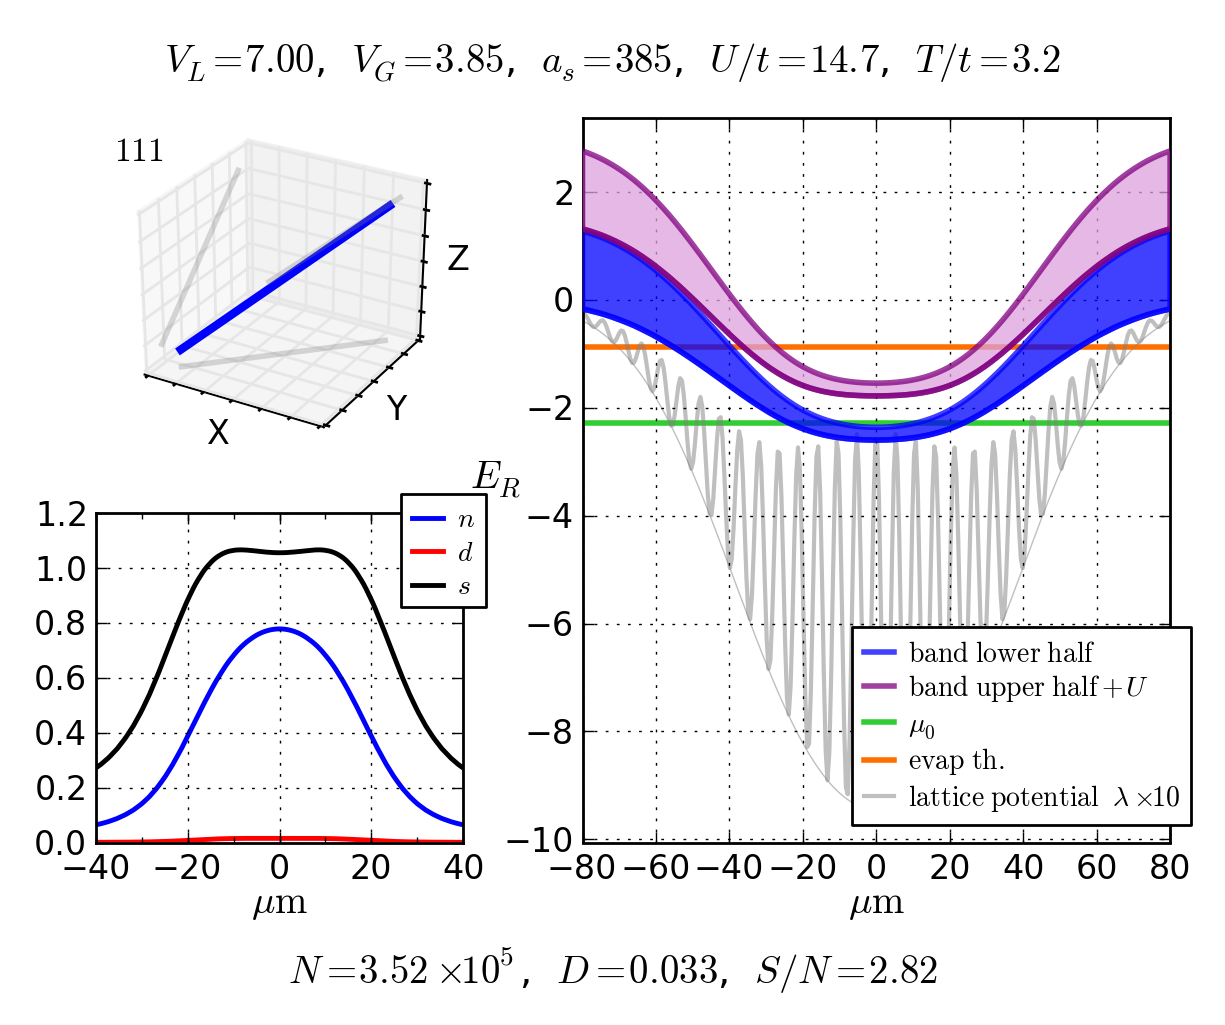 V_L=7.00, V_G=3.85, a_s=385, U/t=14.7, T/t=3.2
111
Z
Y
X
E_R
2
0
−2
−4
−6
−8
−10
−80 −60 −40 −20 0 20 40 60 80
μm
band lower half
band upper half+U
μ_0
evap th.
lattice potential λ×10
1.2
1.0
0.8
0.6
0.4
0.2
0.0
−40 −20 0 20 40
μm
n
d
s
N=3.52×10^5, D=0.033, S/N=2.82